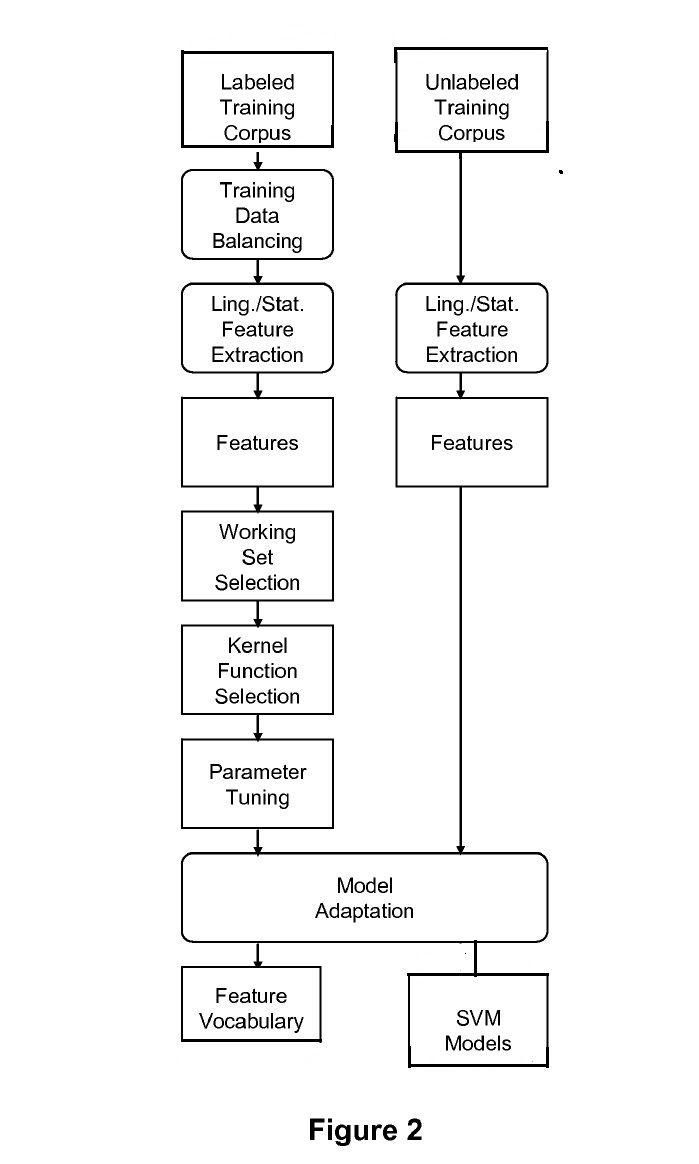 Labeled
Training
Corpus
Unlabeled
Training
Corpus
Training
Data
Balancing
Ling./Stat.
Feature
Extraction
Ling./Stat.
Feature
Extraction
Features
Features
Working
Set
Selection
Kernel
Function
Selection
Parameter
Tuning
Model
Adaptation
Feature
Vocabulary
SVM
Models
Figure 2